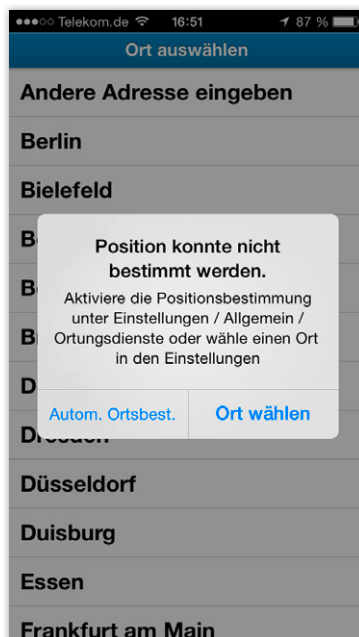 Telekom.de 16:51 87 %
Ort auswählen
Andere Adresse eingeben
Berlin
Bielefeld
B
Position konnte nicht
bestimmt werden.
B
Aktiviere die Positionsbestimmung
unter Einstellungen / Allgemein /
B
Ortungsdienste oder wähle einen Ort
in den Einstellungen
D
Autom. Ortsbest. Ort wählen
Dresden
Düsseldorf
Duisburg
Essen
Frankfurt am Main